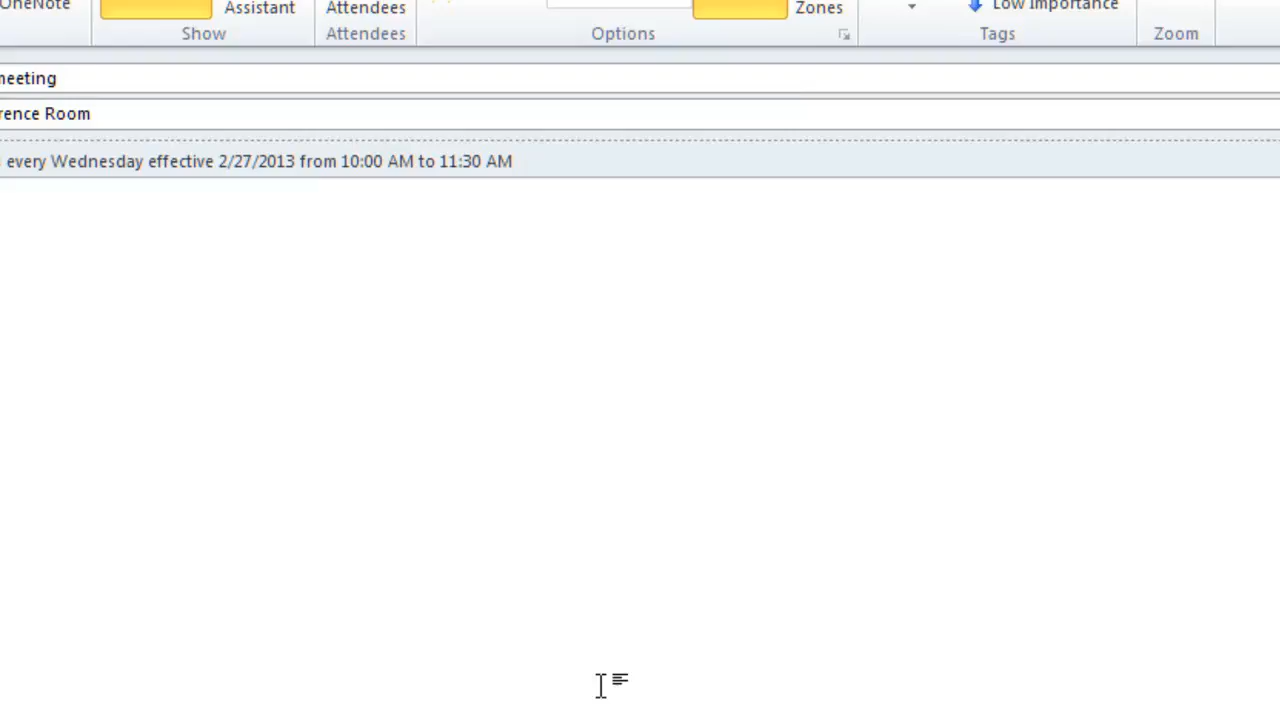 OneNote
Assistant
Attendees
Zones
Low Importance
Show
Attendees
Options
Tags
Zoom
meeting
rence Room
every Wednesday effective 2/27/2013 from 10:00 AM to 11:30 AM